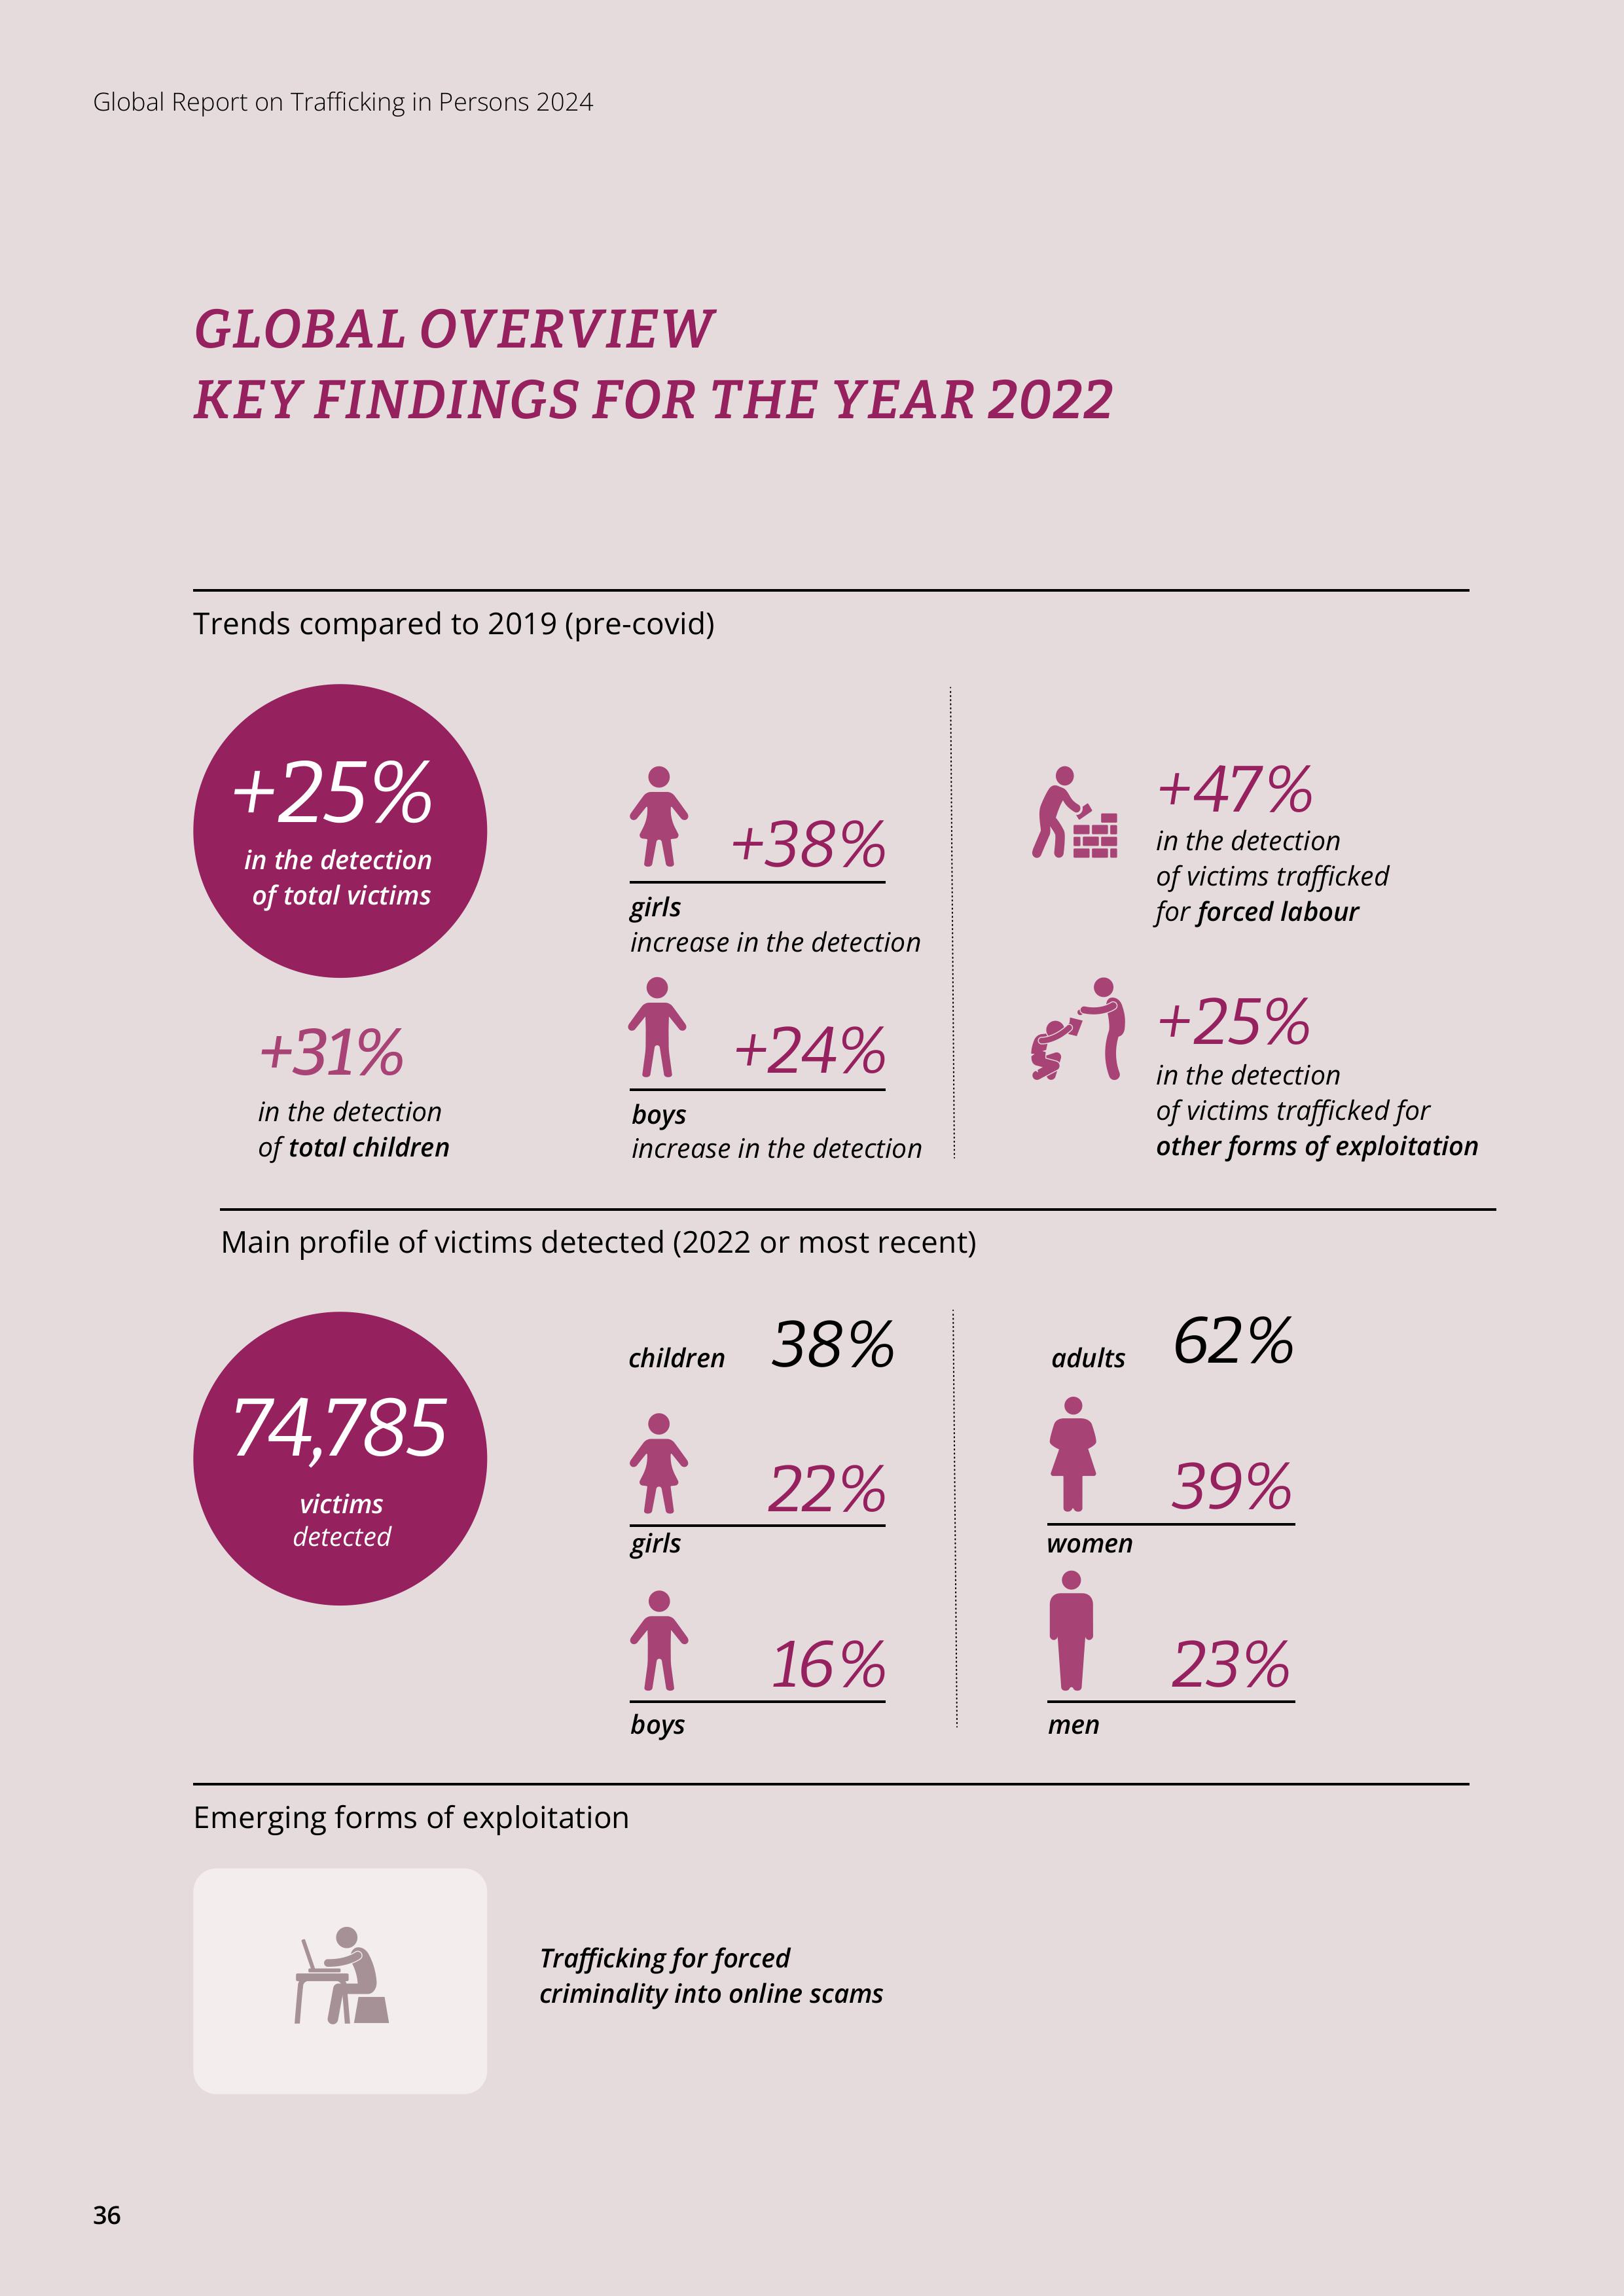 Global Report on Trafficking in Persons 2024
GLOBAL OVERVIEW
KEY FINDINGS FOR THE YEAR 2022
Trends compared to 2019 (pre-covid)
+25%
in the detection
of total victims
+31%
in the detection
of total children
+38%
girls
increase in the detection
+24%
boys
increase in the detection
+47%
in the detection
of victims trafficked
for forced labour
+25%
in the detection
of victims trafficked for
other forms of exploitation
Main profile of victims detected (2022 or most recent)
74,785
victims
detected
children 38%
22%
girls
16%
boys
adults 62%
39%
women
23%
men
Emerging forms of exploitation
Trafficking for forced
criminality into online scams
36